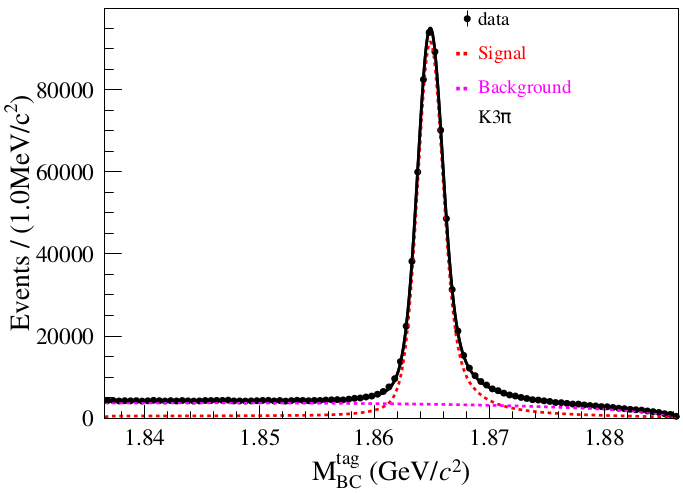 data
Signal
Background
K3π
Events / (1.0MeV/c²)
80000
60000
40000
20000
0
1.84 1.85 1.86 1.87 1.88
M_BC^tag (GeV/c²)